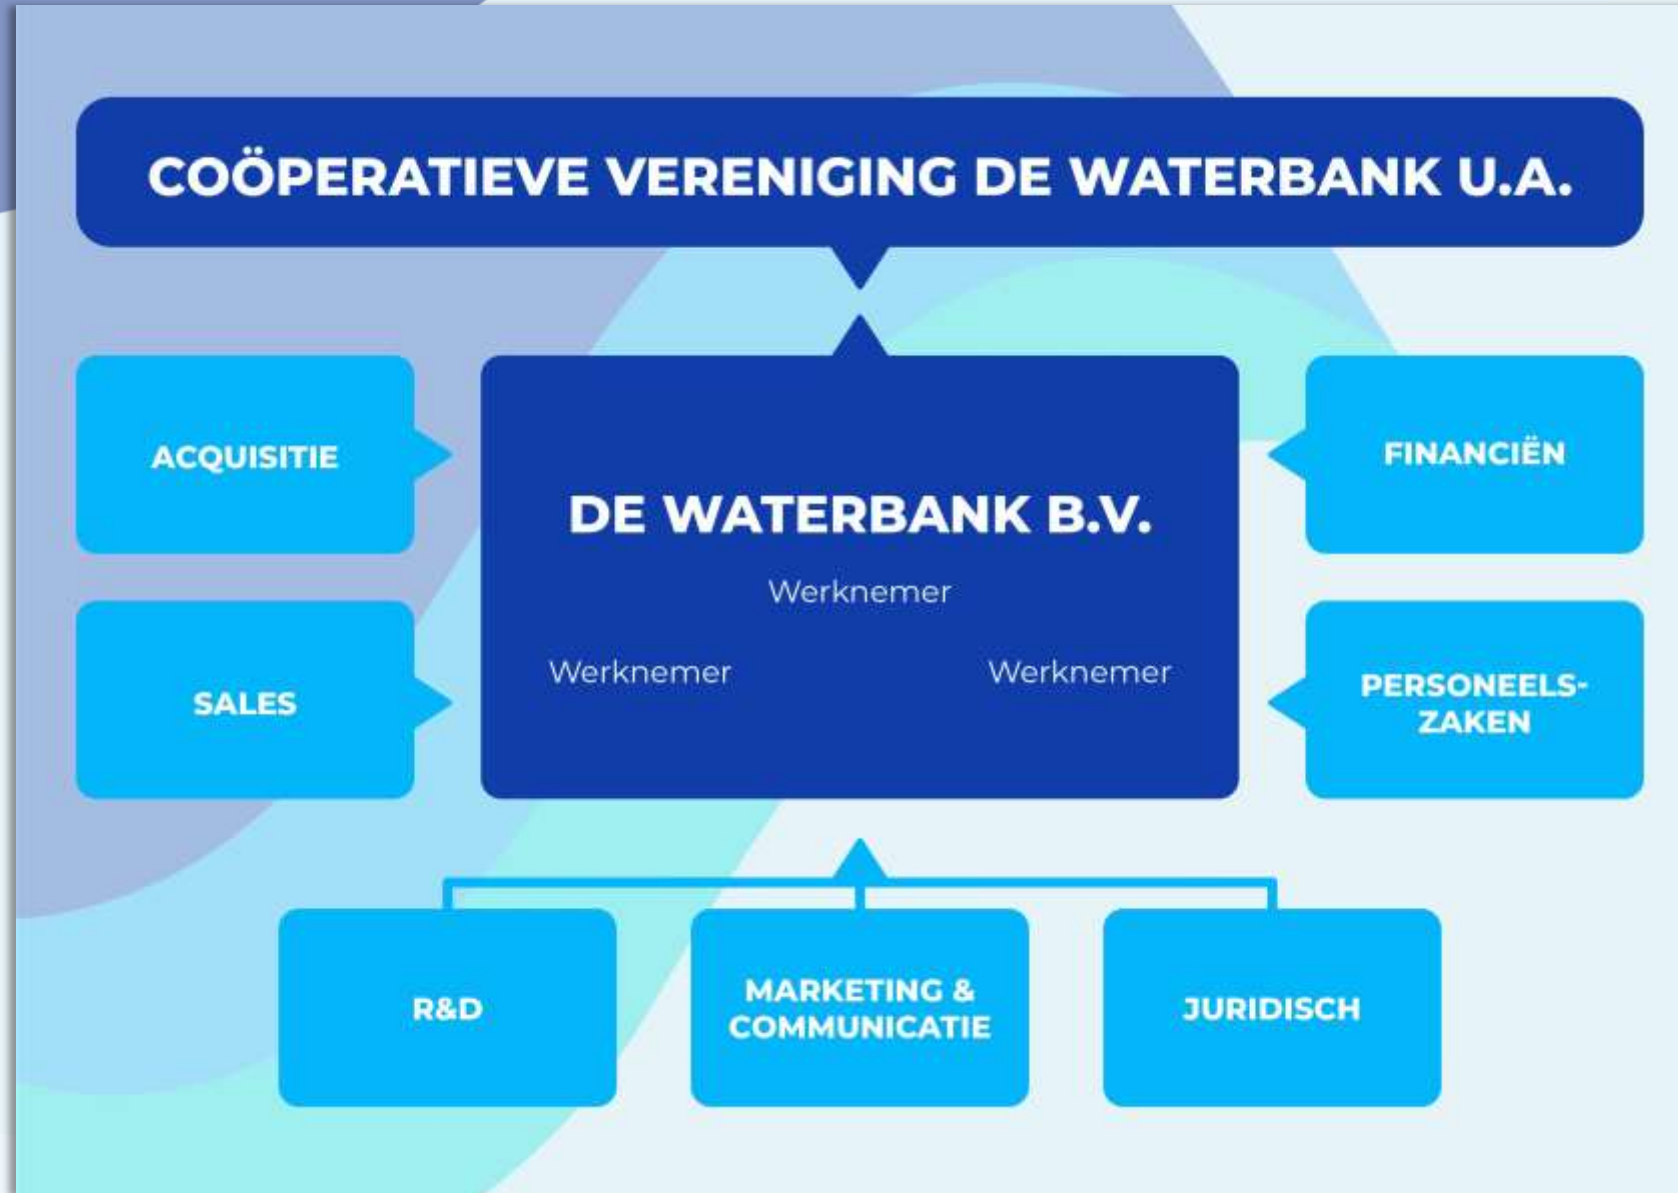 COÖPERATIEVE VERENIGING DE WATERBANK U.A.
ACQUISITIE
SALES
DE WATERBANK B.V.
Werknemer
Werknemer
Werknemer
FINANCIËN
PERSONEELS-
ZAKEN
R&D
MARKETING &
COMMUNICATIE
JURIDISCH